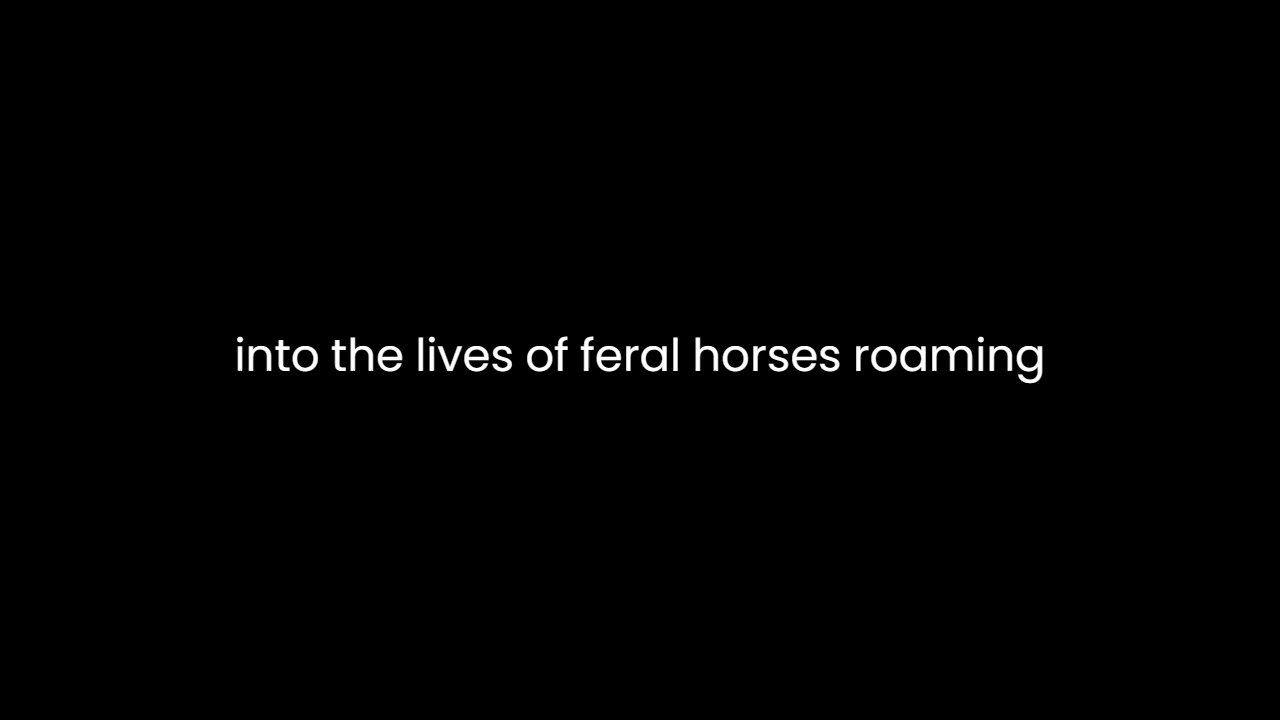 into the lives of feral horses roaming